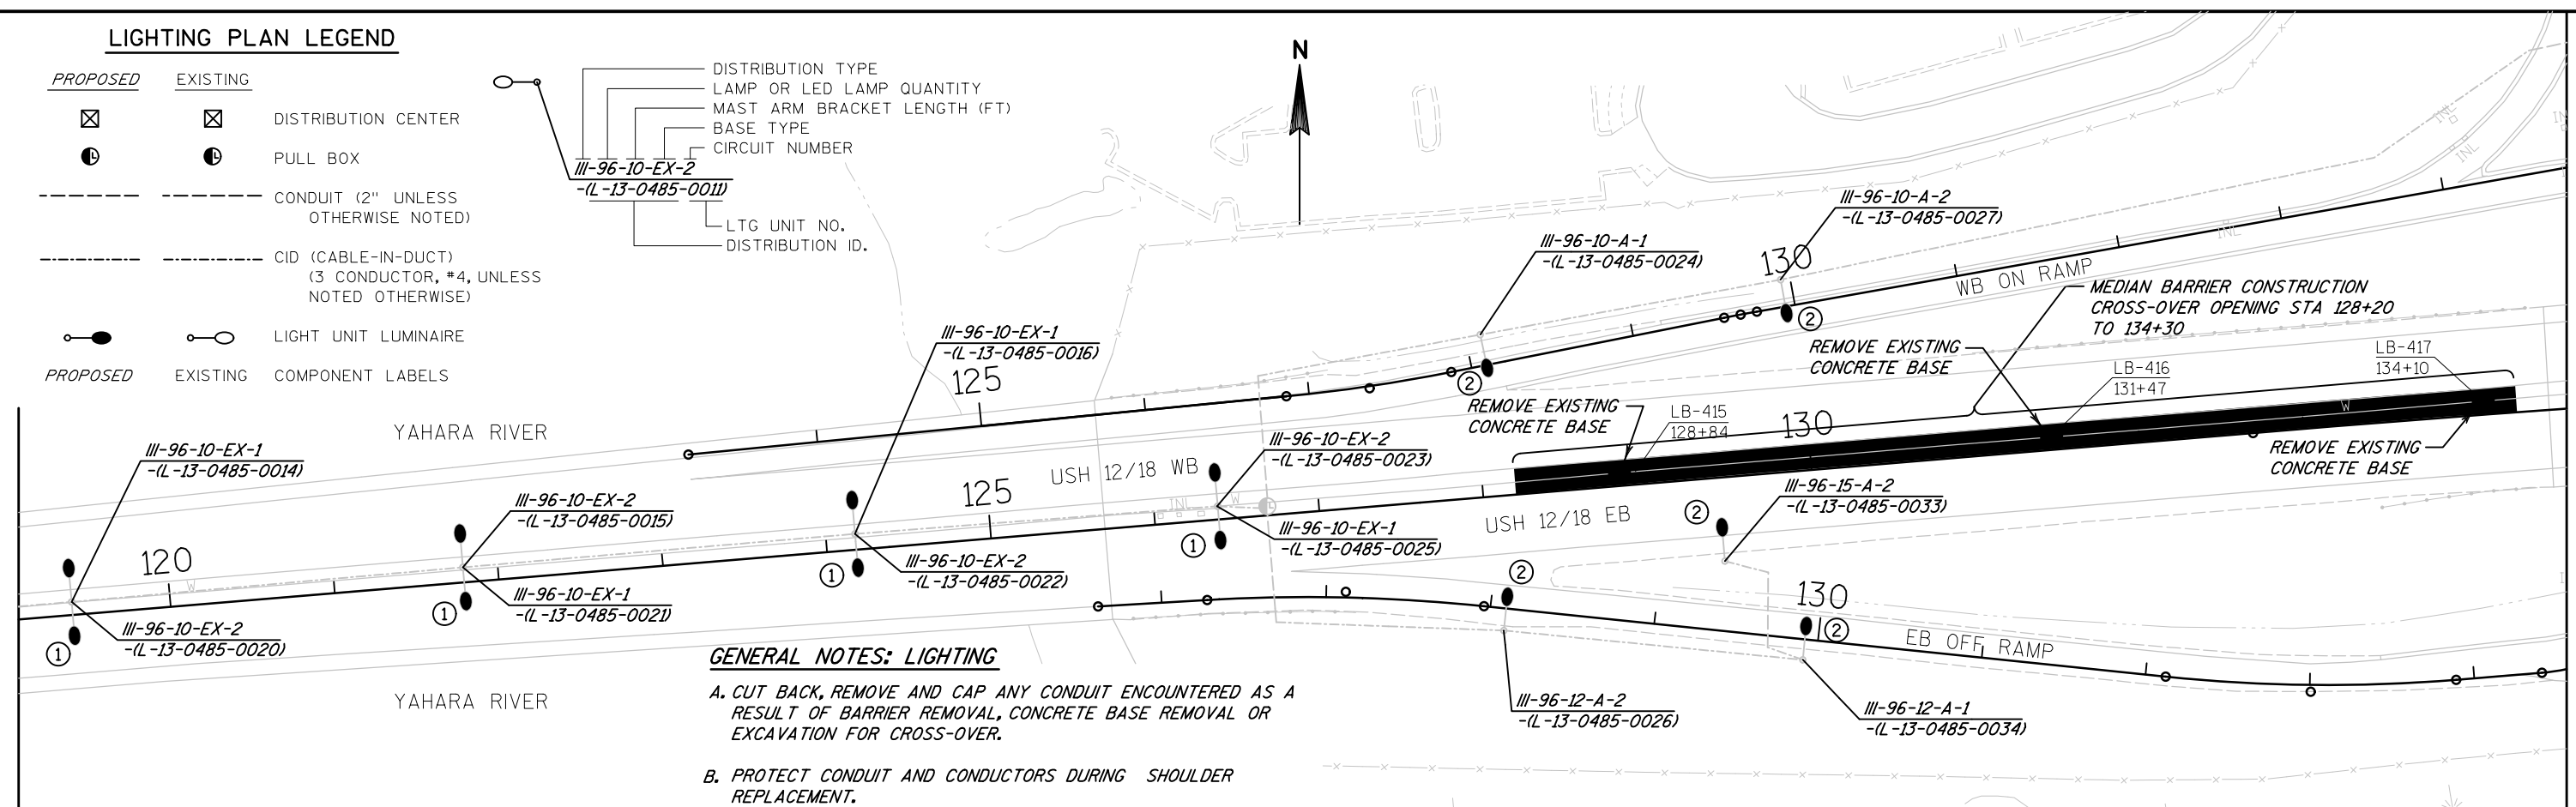 LIGHTING PLAN LEGEND
PROPOSED EXISTING
DISTRIBUTION CENTER
PULL BOX
CONDUIT (2" UNLESS
OTHERWISE NOTED)
CID (CABLE-IN-DUCT)
(3 CONDUCTOR, #4, UNLESS
NOTED OTHERWISE)
LIGHT UNIT LUMINAIRE
PROPOSED EXISTING COMPONENT LABELS
DISTRIBUTION TYPE
LAMP OR LED LAMP QUANTITY
MAST ARM BRACKET LENGTH (FT)
BASE TYPE
CIRCUIT NUMBER
III-96-10-EX-2
-(L-13-0485-0011)
LTG UNIT NO.
DISTRIBUTION ID.
N
III-96-10-A-2
-(L-13-0485-0027)
III-96-10-A-1
-(L-13-0485-0024)
130
2
2
WB ON RAMP
INL
INL
INL
MEDIAN BARRIER CONSTRUCTION
CROSS-OVER OPENING STA 128+20
TO 134+30
REMOVE EXISTING
CONCRETE BASE
LB-416
131+47
LB-417
134+10
REMOVE EXISTING
CONCRETE BASE
LB-415
128+84
130
W
REMOVE EXISTING
CONCRETE BASE
III-96-10-EX-1
-(L-13-0485-0016)
125
YAHARA RIVER
III-96-10-EX-1
-(L-13-0485-0014)
III-96-10-EX-2
-(L-13-0485-0015)
III-96-10-EX-2
-(L-13-0485-0023)
USH 12/18 WB
125
INL
W
III-96-15-A-2
-(L-13-0485-0033)
2
USH 12/18 EB
III-96-10-EX-1
-(L-13-0485-0025)
1
120
W
III-96-10-EX-2
-(L-13-0485-0022)
1
III-96-10-EX-1
-(L-13-0485-0021)
1
III-96-10-EX-2
-(L-13-0485-0020)
1
2
130
2
EB OFF RAMP
III-96-12-A-2
-(L-13-0485-0026)
III-96-12-A-1
-(L-13-0485-0034)
YAHARA RIVER
GENERAL NOTES: LIGHTING
A. CUT BACK, REMOVE AND CAP ANY CONDUIT ENCOUNTERED AS A
RESULT OF BARRIER REMOVAL, CONCRETE BASE REMOVAL OR
EXCAVATION FOR CROSS-OVER.
B. PROTECT CONDUIT AND CONDUCTORS DURING SHOULDER
REPLACEMENT.